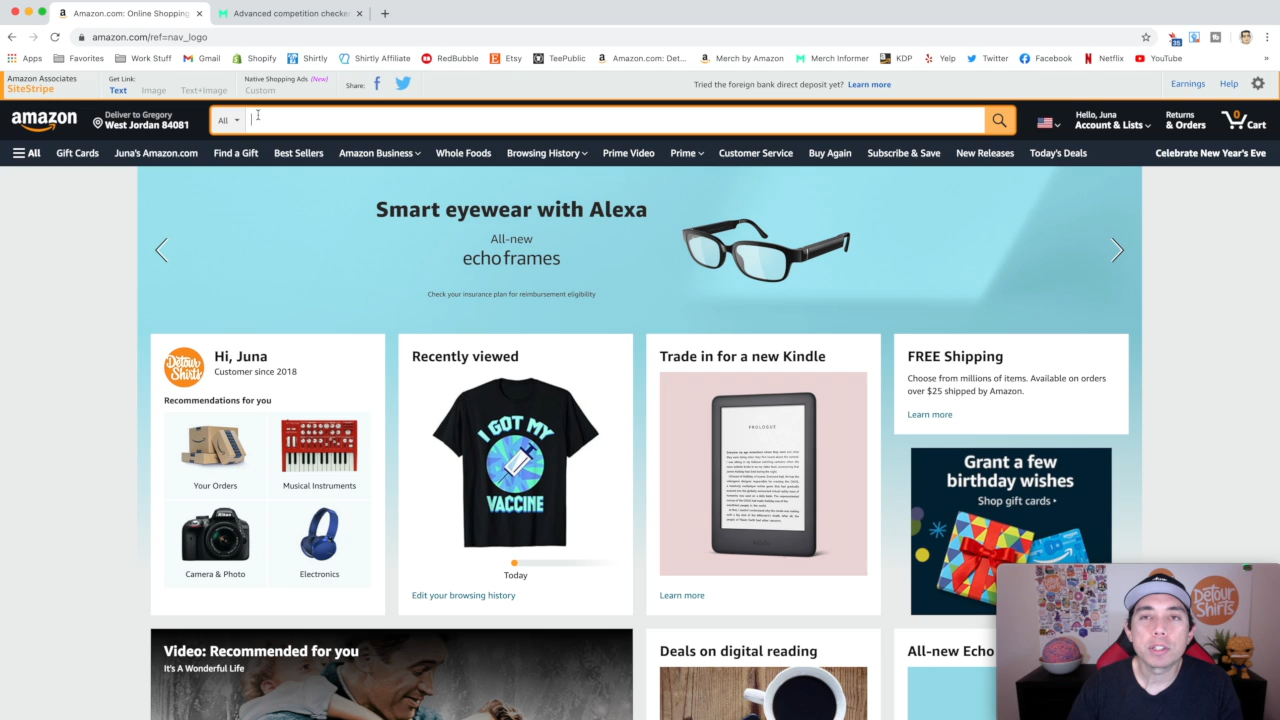 Amazon.com: Online Shopping
Advanced competition checker
amazon.com/ref=nav_logo
35
Apps
Favorites
Work Stuff
Gmail
Shopify
Shirtly
Shirtly Affiliate
RedBubble
Etsy
TeePublic
Amazon.com: Det...
Merch by Amazon
Merch Informer
KDP
Yelp
Twitter
Facebook
Netflix
YouTube
»
Amazon Associates
SiteStripe
Get Link:
Text Image Text+Image
Native Shopping Ads (New)
Custom
Share:
Tried the foreign bank direct deposit yet? Learn more
Earnings
Help
amazon
Deliver to Gregory
West Jordan 84081
All
Hello, Juna
Account & Lists
Returns
& Orders
0
Cart
All
Gift Cards
Juna's Amazon.com
Find a Gift
Best Sellers
Amazon Business
Whole Foods
Browsing History
Prime Video
Prime
Customer Service
Buy Again
Subscribe & Save
New Releases
Today's Deals
Celebrate New Year's Eve
Smart eyewear with Alexa
All-new
echo frames
Check your insurance plan for reimbursement eligibility
Detour
Shirts
Hi, Juna
Customer since 2018
Recommendations for you
Your Orders
Musical Instruments
Camera & Photo
Electronics
Recently viewed
I GOT MY
VACCINE
Today
Edit your browsing history
Trade in for a new Kindle
PROLOGUE
Learn more
FREE Shipping
Choose from millions of items. Available on orders
over $25 shipped by Amazon.
Learn more
Grant a few
birthday wishes
Shop gift cards ›
Video: Recommended for you
It's A Wonderful Life
Deals on digital reading
All-new Echo
Detour
Shirts